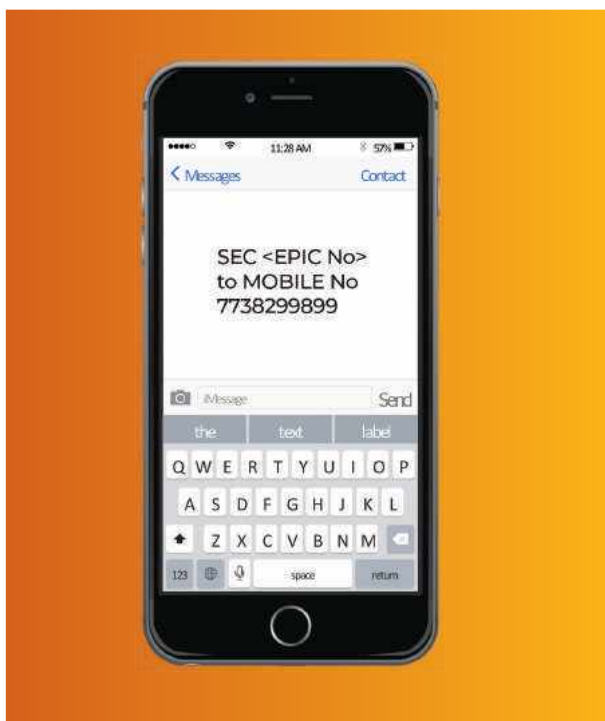 11:28 AM 57%
Messages Contact
SEC <EPIC No>
to MOBILE No
7738299899
iMessage Send
the text label
Q W E R T Y U I O P
A S D F G H J K L
Z X C V B N M
123 space return